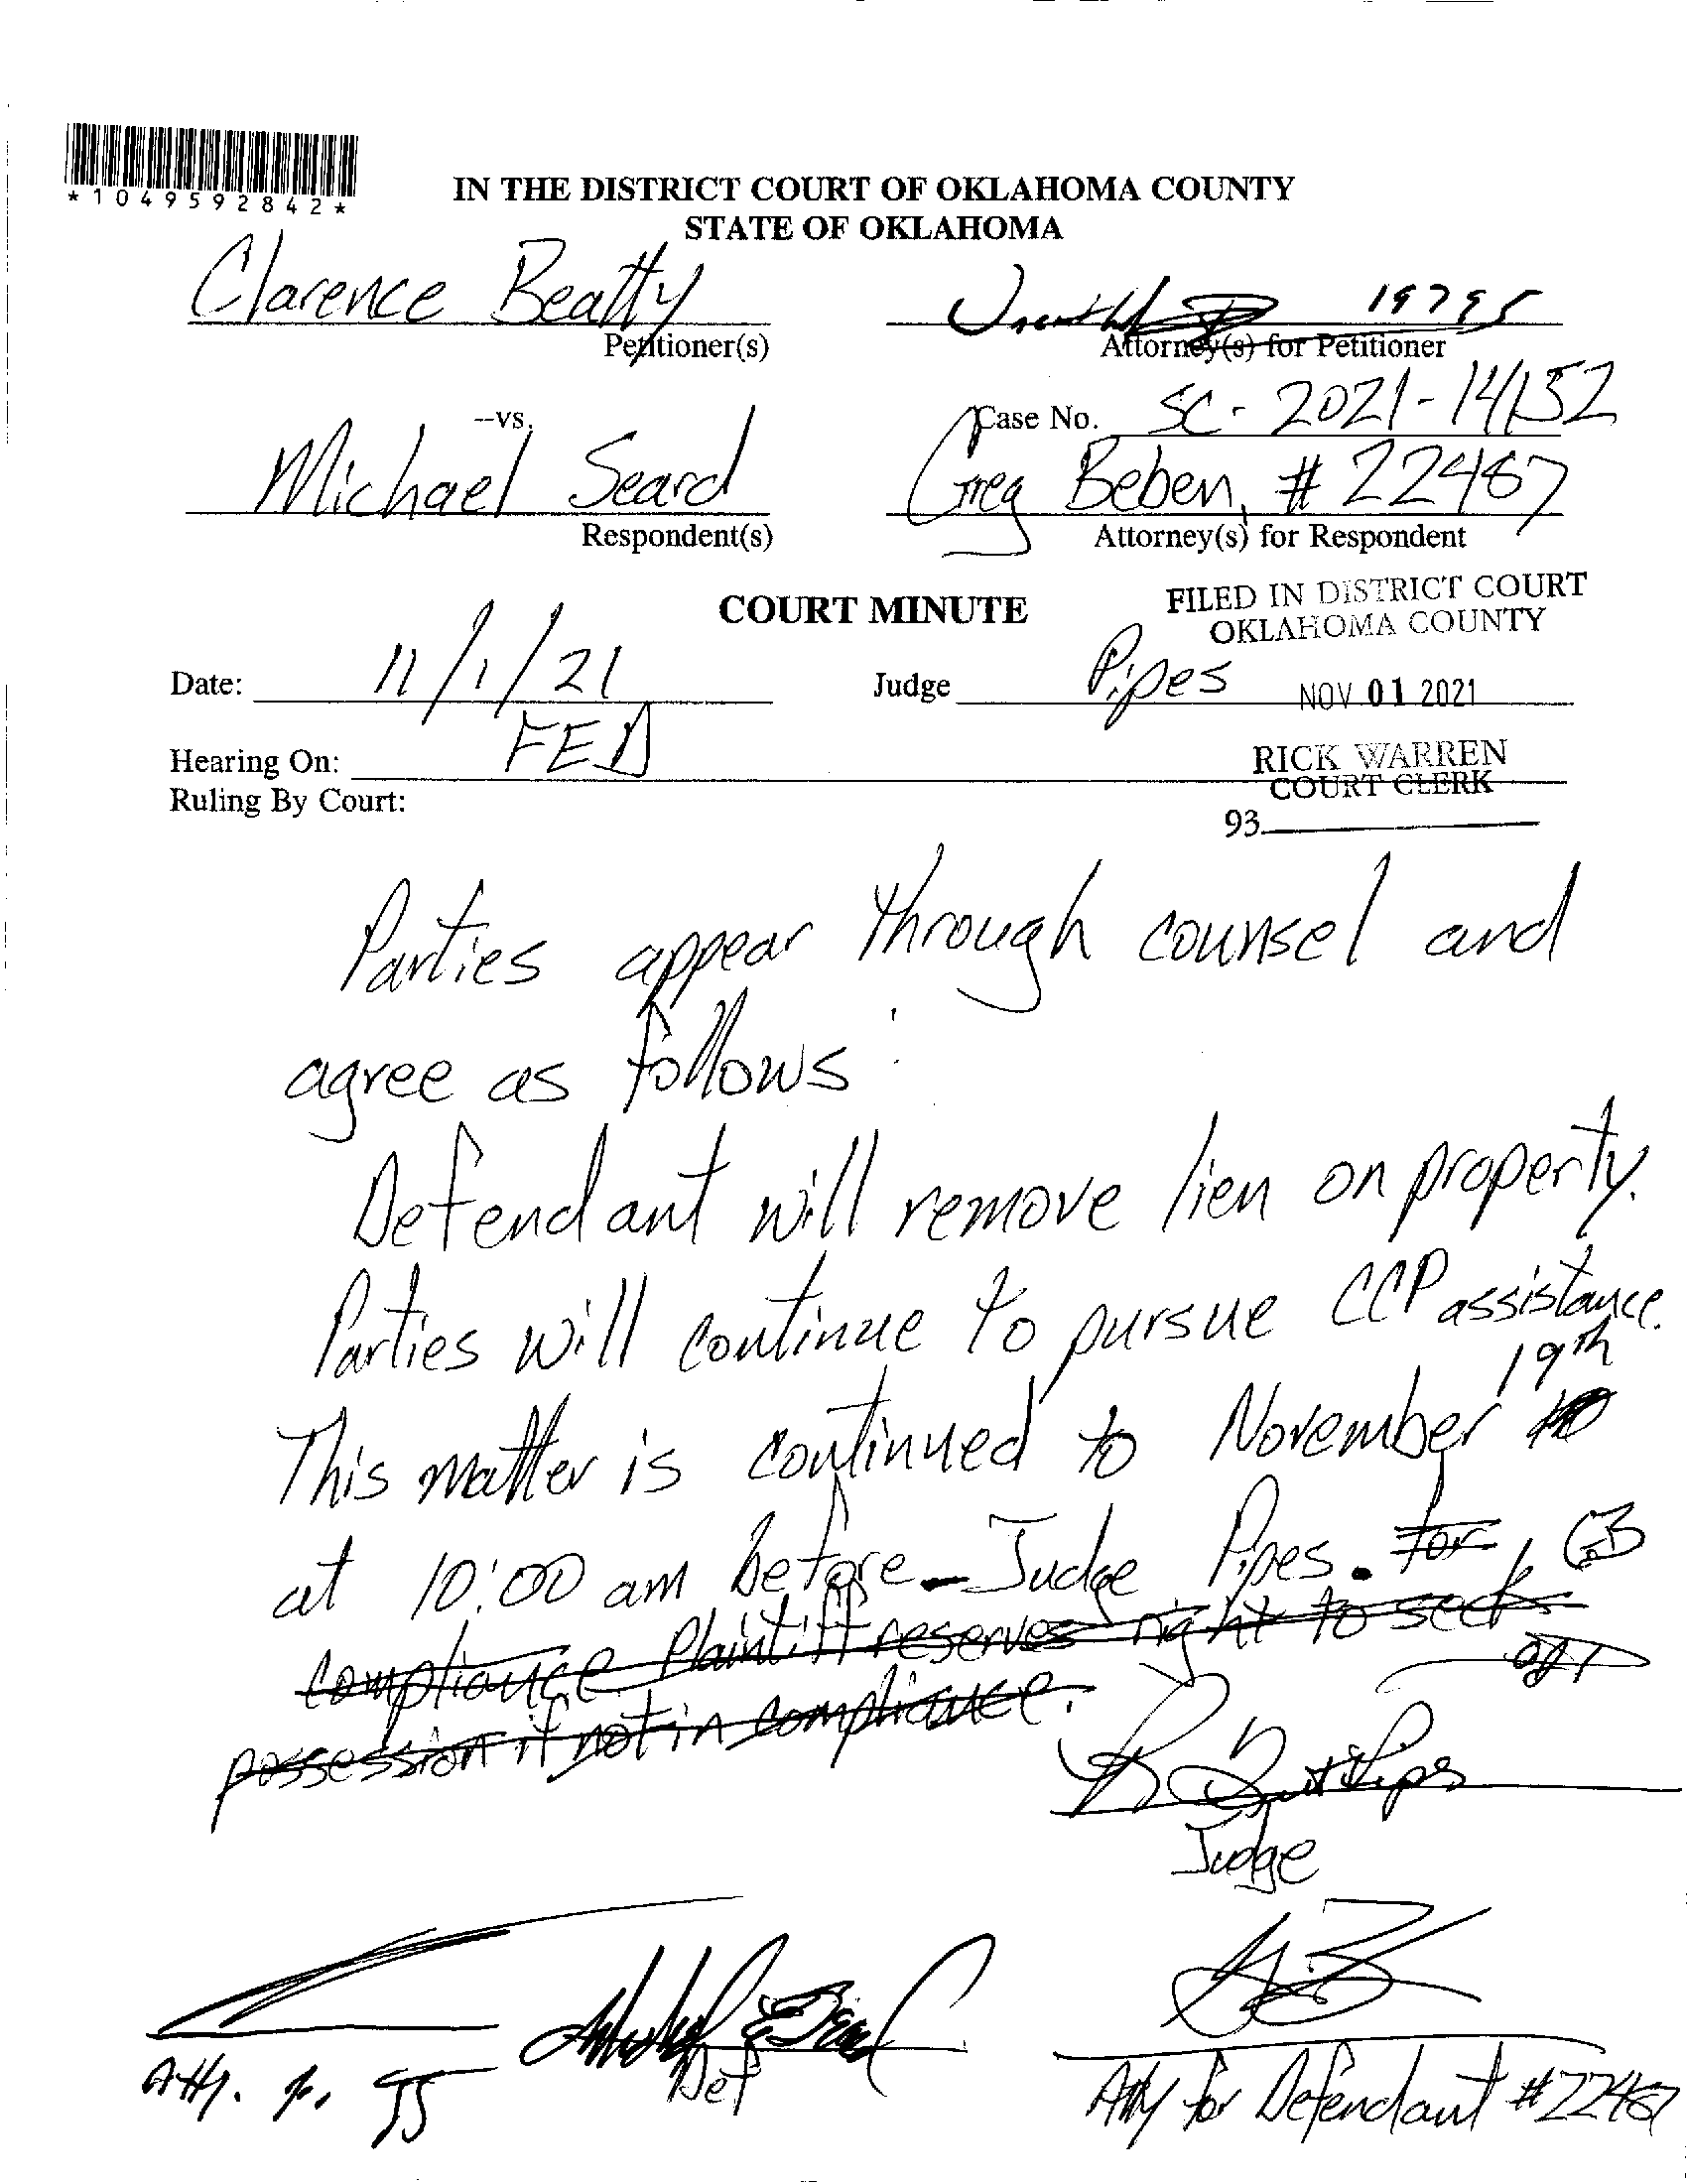 *1049592842*
IN THE DISTRICT COURT OF OKLAHOMA COUNTY
STATE OF OKLAHOMA
Clarence Beatty
Petitioner(s)
19795
Attorney(s) for Petitioner
--vs.
Case No. SC-2021-14152
Michael Seard
Respondent(s)
Greg Beben, #22487
Attorney(s) for Respondent
COURT MINUTE
FILED IN DISTRICT COURT
OKLAHOMA COUNTY
Date: 11/1/21
Judge Pipes
NOV 01 2021
Hearing On: FED
RICK WARREN
COURT CLERK
Ruling By Court:
93
Parties appear through counsel and
agree as follows:
Defendant will remove lien on property.
Parties will continue to pursue CCP assistance.
19th
This matter is continued to November
at 10:00 am before Judge Pipes. for GB
compliance Plaintiff reserves right to seek
possession if not in compliance.
Judge
Atty. for
Def
Atty for Defendant #22487